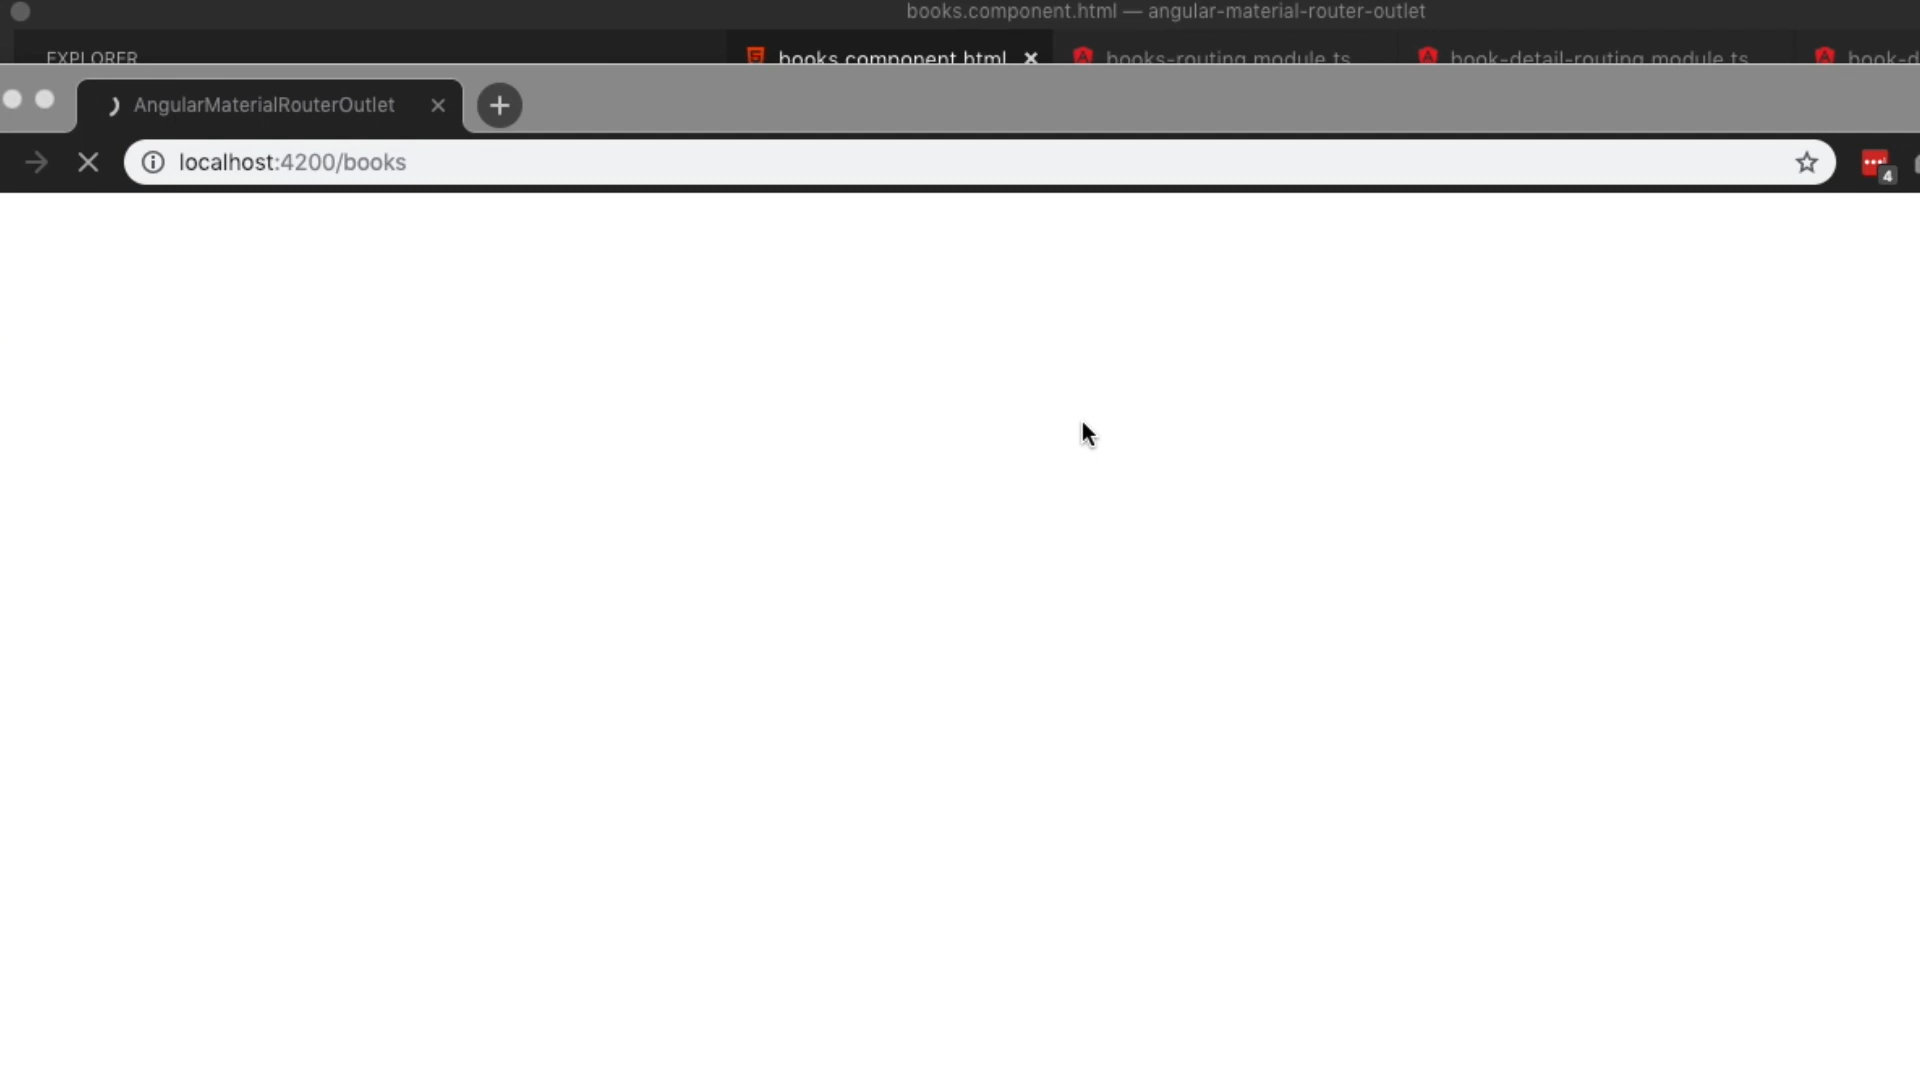 books.component.html — angular-material-router-outlet
EXPLORER
books.component.html
books-routing.module.ts
book-detail-routing.module.ts
book-d
AngularMaterialRouterOutlet
localhost:4200/books
4